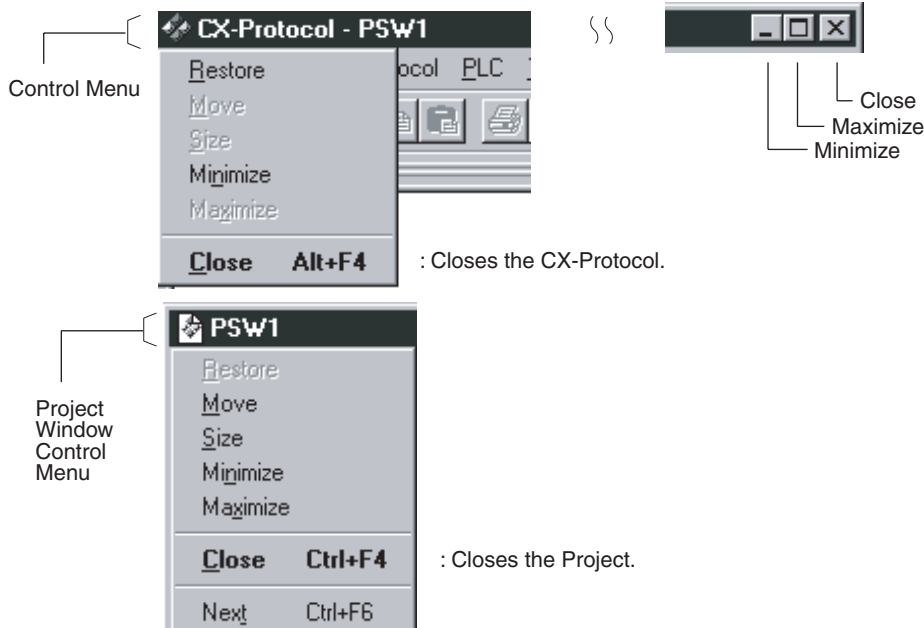 CX-Protocol - PSW1
Control Menu
Restore
ocol PLC
Move
Size
Minimize
Maximize
Close Alt+F4
: Closes the CX-Protocol.
Close
Maximize
Minimize
PSW1
Project
Window
Control
Menu
Restore
Move
Size
Minimize
Maximize
Close Ctrl+F4
: Closes the Project.
Next Ctrl+F6